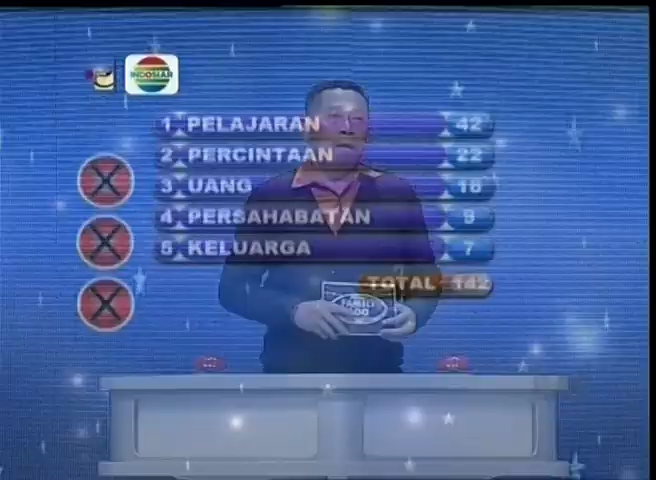 INDOSIAR
1 PELAJARAN 42
2 PERCINTAAN 22
3 UANG 16
4 PERSAHABATAN 9
5 KELUARGA 7
TOTAL 142
FAMILY
100